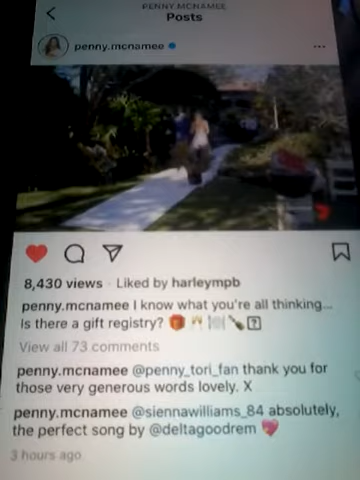 PENNY MCNAMEE
Posts
penny.mcnamee
8,430 views · Liked by harleympb
penny.mcnamee I know what you're all thinking...
Is there a gift registry? 🎁 🥂 🍽️ 🍾 ?
View all 73 comments
penny.mcnamee @penny_tori_fan thank you for
those very generous words lovely. X
penny.mcnamee @siennawilliams_84 absolutely,
the perfect song by @deltagoodrem 💘
3 hours ago